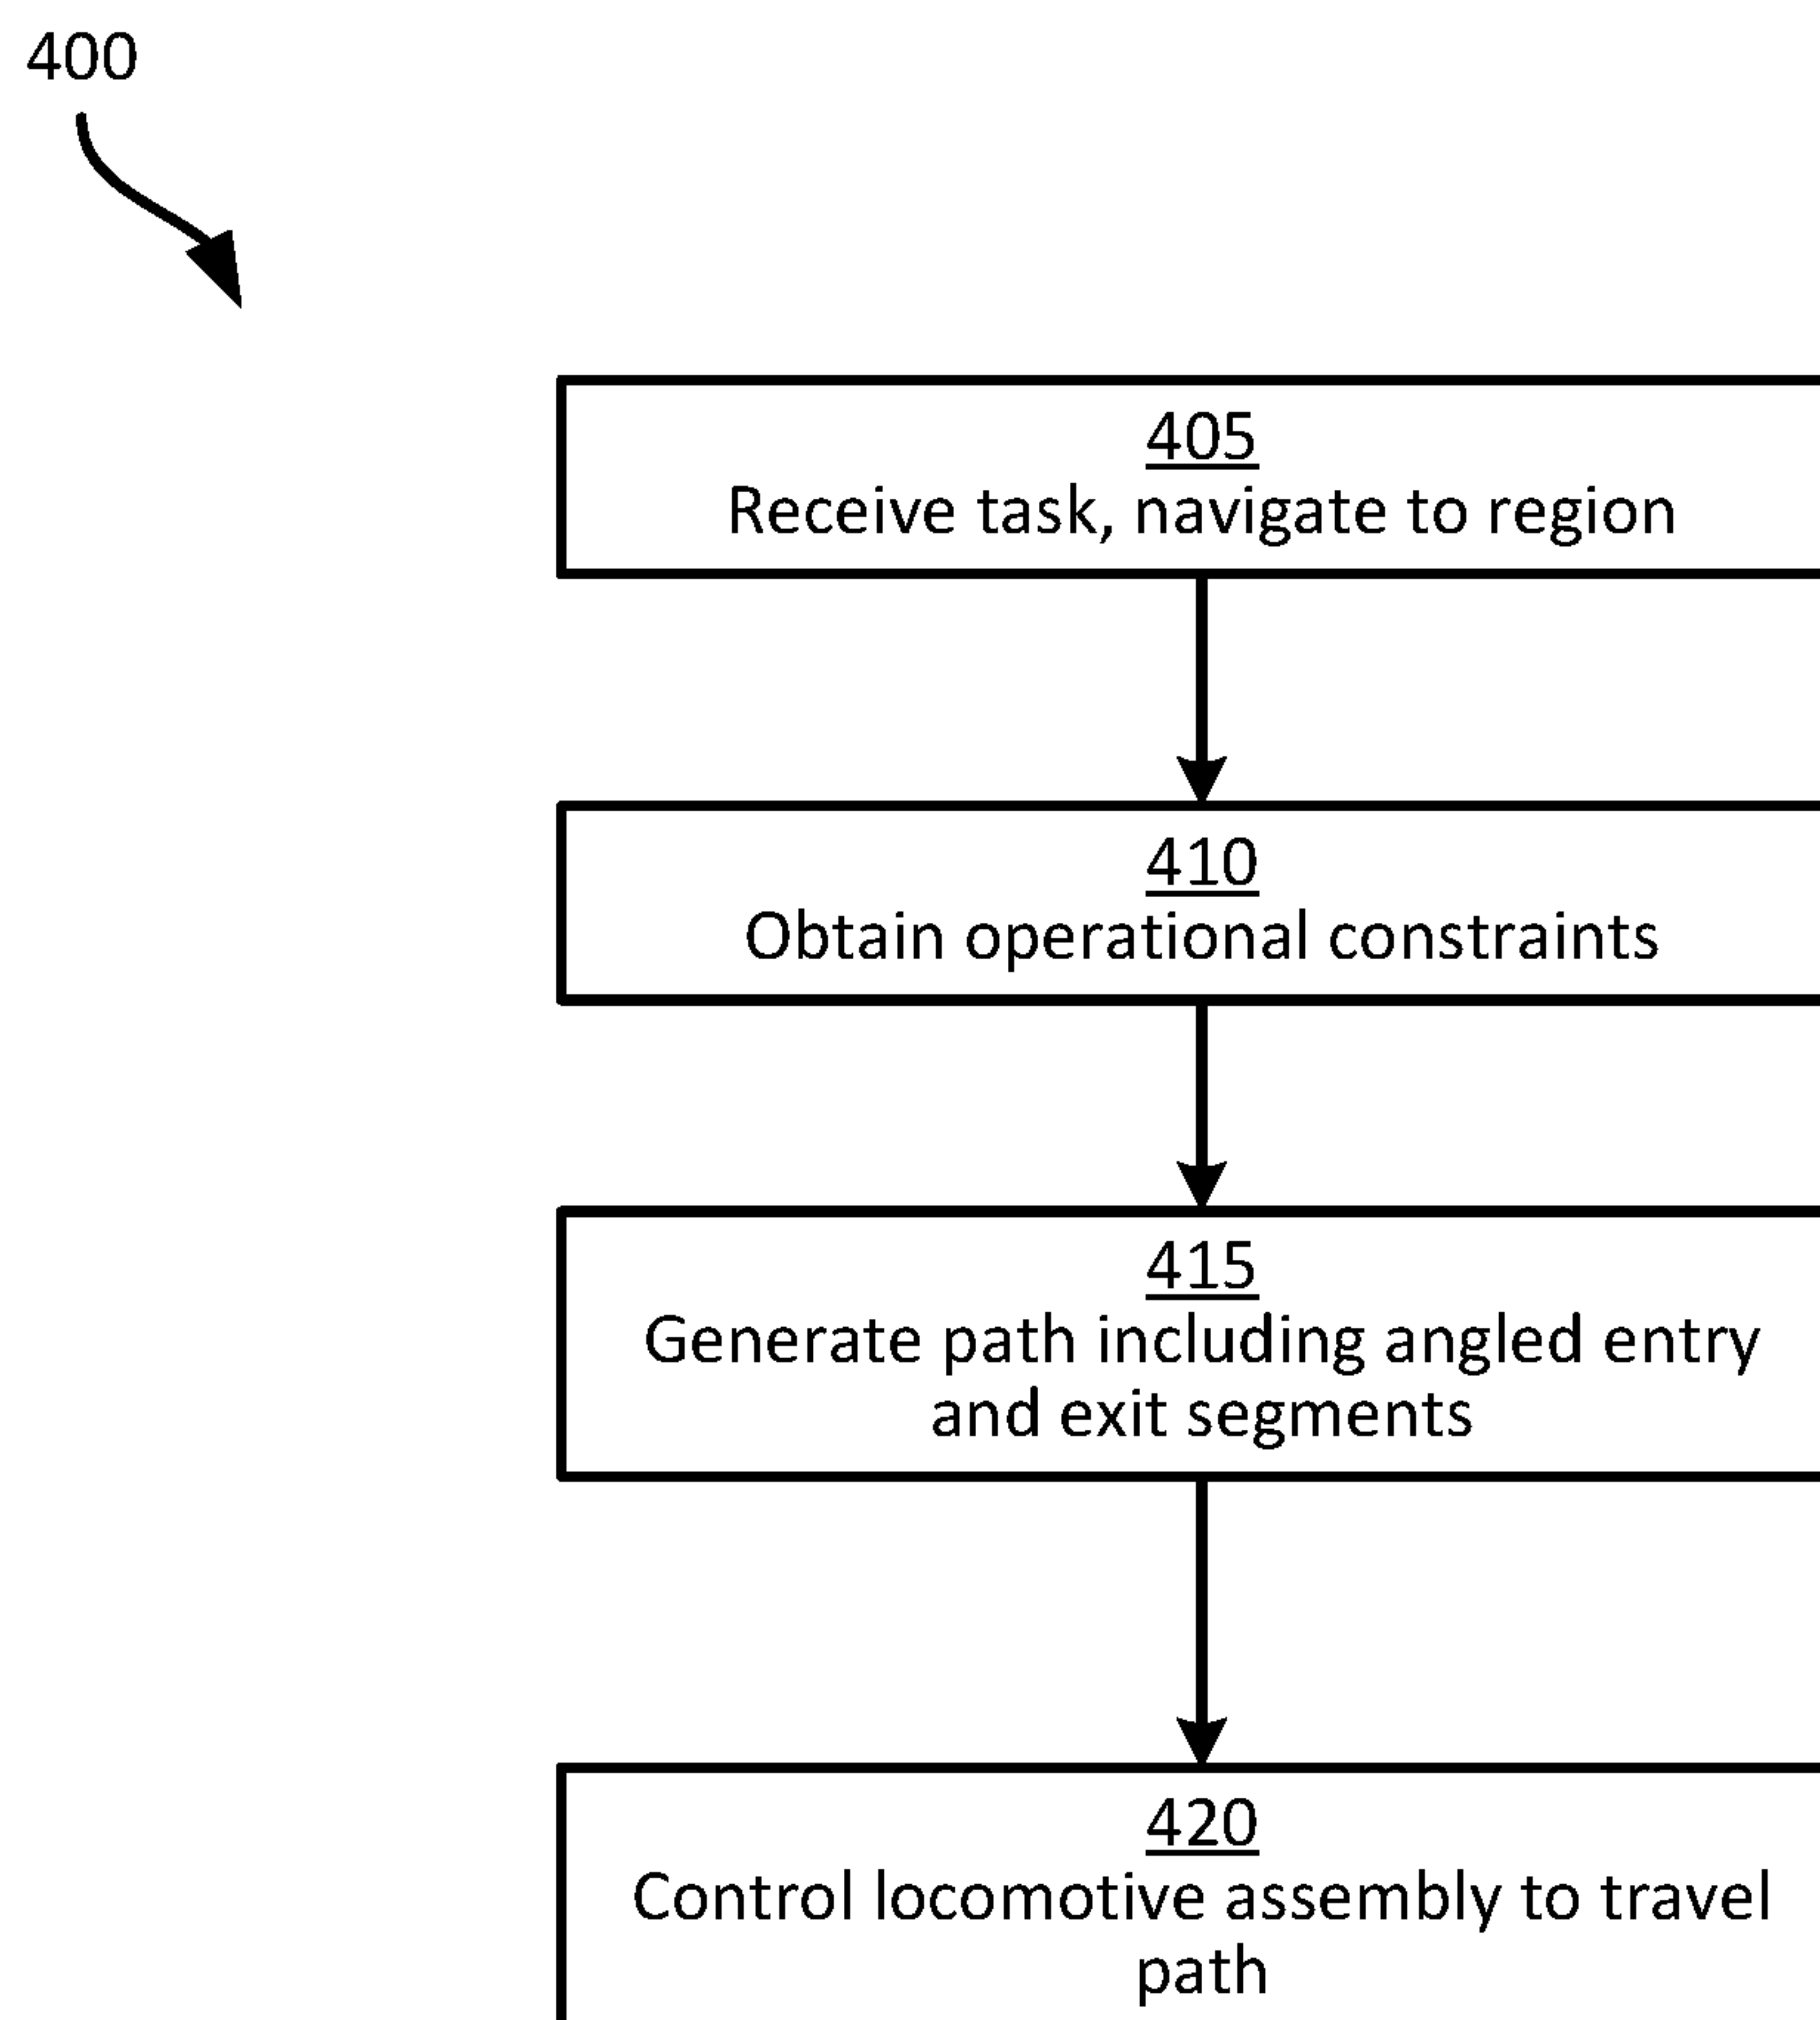 400
405
Receive task, navigate to region
410
Obtain operational constraints
415
Generate path including angled entry
and exit segments
420
Control locomotive assembly to travel
path